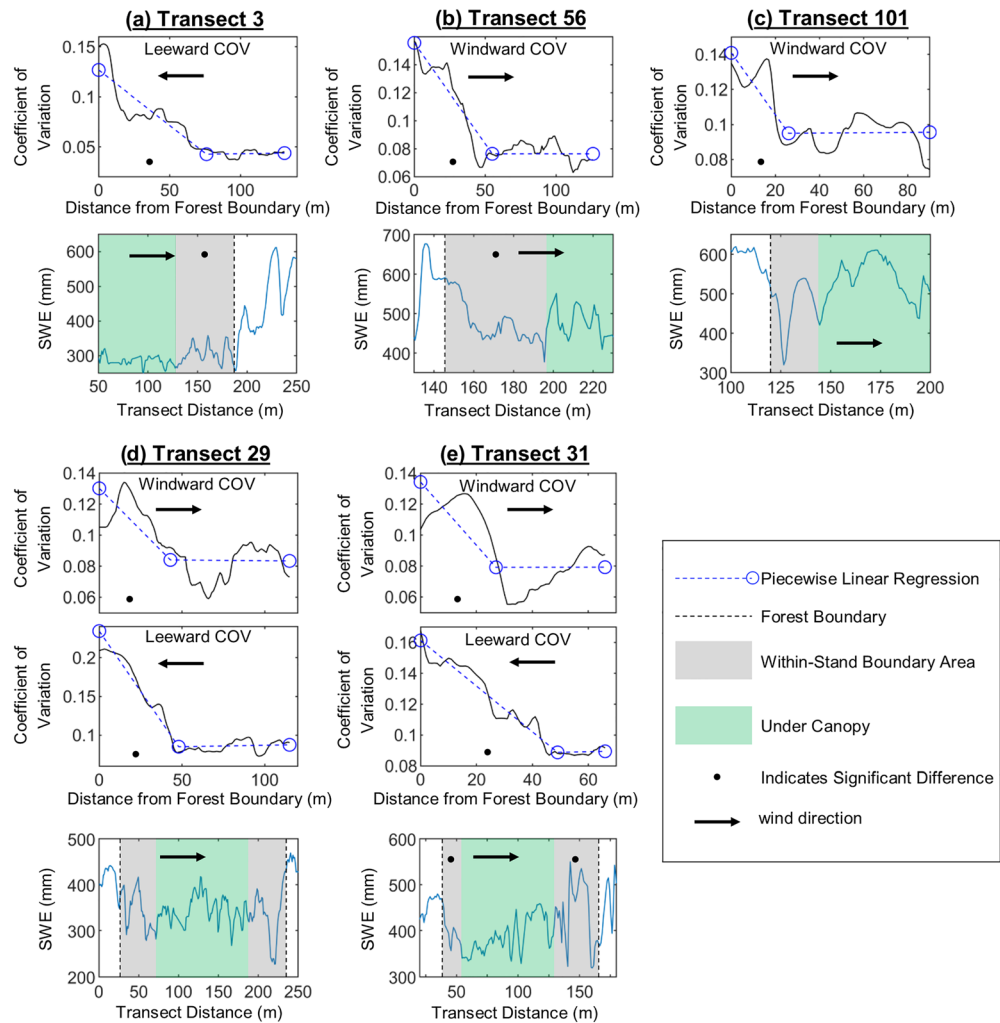 (a) Transect 3
Leeward COV
Coefficient of
Variation
0.15
0.1
0.05
0
50
100
Distance from Forest Boundary (m)
SWE (mm)
600
500
400
300
50
100
150
200
250
Transect Distance (m)
(b) Transect 56
Windward COV
Coefficient of
Variation
0.14
0.12
0.1
0.08
0.06
0
50
100
Distance from Forest Boundary (m)
SWE (mm)
700
600
500
400
140
160
180
200
220
Transect Distance (m)
(c) Transect 101
Windward COV
Coefficient of
Variation
0.14
0.12
0.1
0.08
0
20
40
60
80
Distance from Forest Boundary (m)
SWE (mm)
600
500
400
300
100
125
150
175
200
Transect Distance (m)
(d) Transect 29
Windward COV
Coefficient of
Variation
0.14
0.12
0.1
0.08
0.06
Leeward COV
Coefficient of
Variation
0.2
0.15
0.1
0
50
100
Distance from Forest Boundary (m)
SWE (mm)
500
400
300
200
0
50
100
150
200
250
Transect Distance (m)
(e) Transect 31
Windward COV
Coefficient of
Variation
0.14
0.12
0.1
0.08
0.06
Leeward COV
Coefficient of
Variation
0.16
0.14
0.12
0.1
0.08
0
20
40
60
Distance from Forest Boundary (m)
SWE (mm)
600
500
400
300
50
100
150
Transect Distance (m)
Piecewise Linear Regression
Forest Boundary
Within-Stand Boundary Area
Under Canopy
Indicates Significant Difference
wind direction